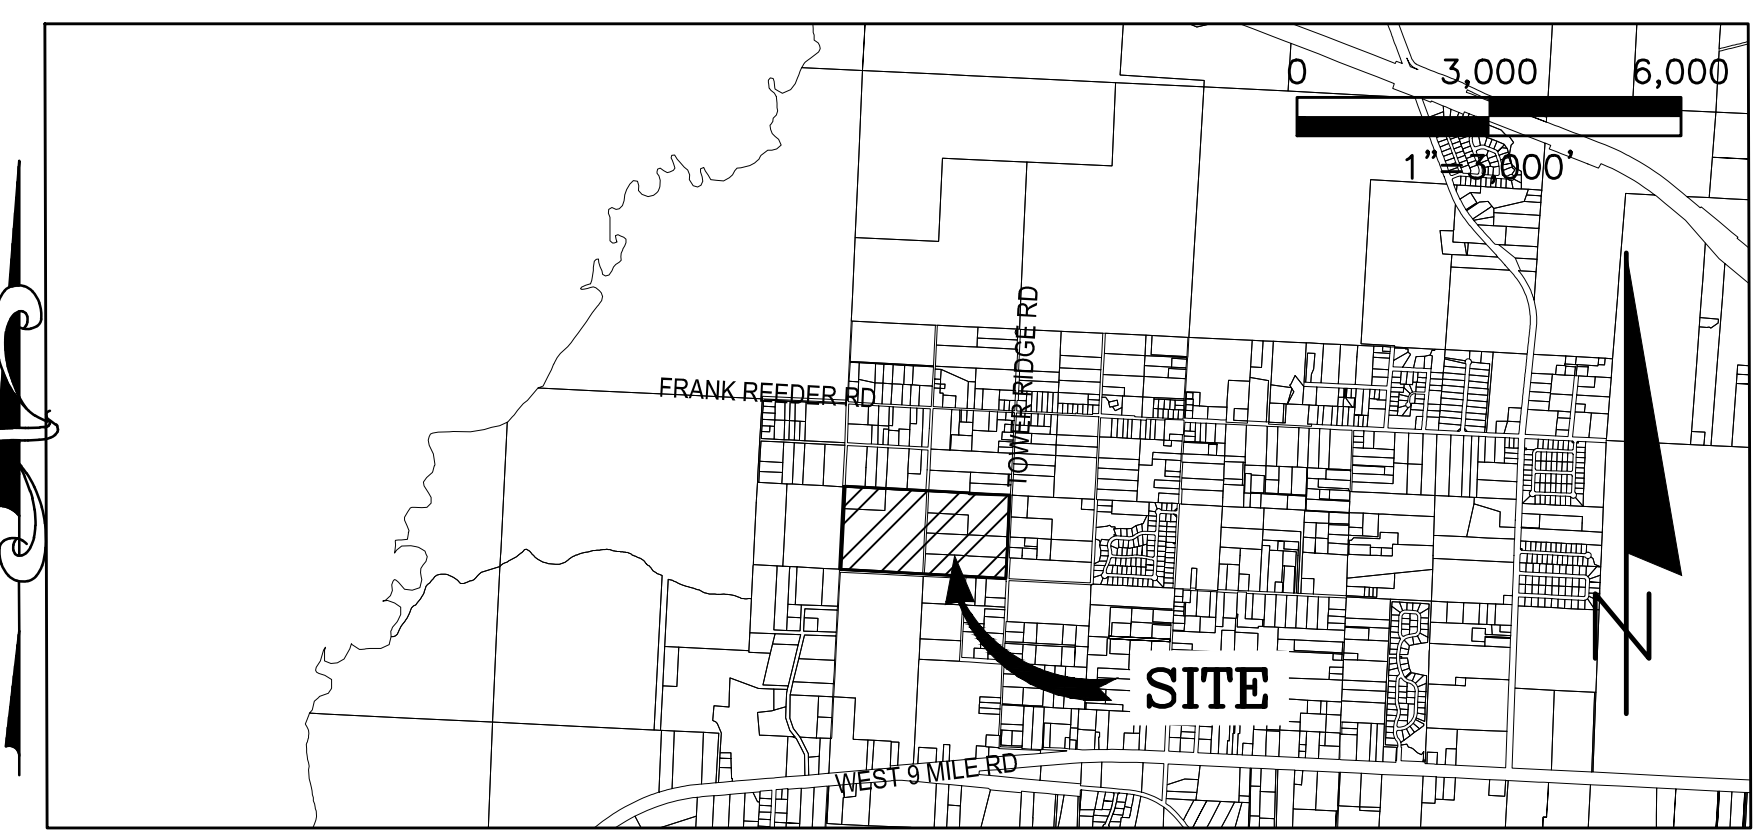 0 3,000 6,000
1"=3,000'
TOWER RIDGE RD
FRANK REEDER RD
N
SITE
WEST 9 MILE RD